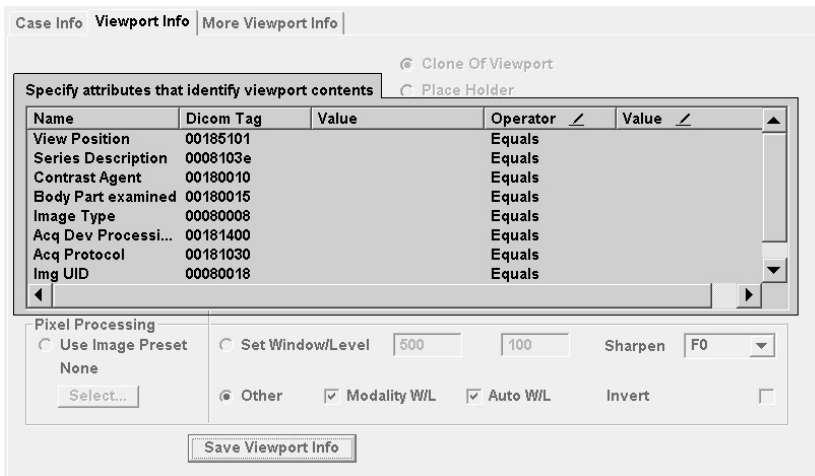 Case Info Viewport Info More Viewport Info
Clone Of Viewport
Specify attributes that identify viewport contents Place Holder
Name Dicom Tag Value Operator Value
View Position 00185101 Equals
Series Description 0008103e Equals
Contrast Agent 00180010 Equals
Body Part examined 00180015 Equals
Image Type 00080008 Equals
Acq Dev Processi... 00181400 Equals
Acq Protocol 00181030 Equals
Img UID 00080018 Equals
Pixel Processing
Use Image Preset Set Window/Level 500 100 Sharpen F0
None
Select... Other Modality W/L Auto W/L Invert
Save Viewport Info